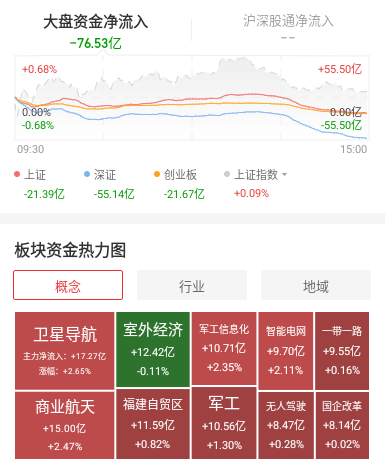 大盘资金净流入
沪深股通净流入
-76.53亿
--
+0.68%
+55.50亿
0.00%
0.00亿
-0.68%
-55.50亿
09:30
15:00
上证
深证
创业板
上证指数
-21.39亿
-55.14亿
-21.67亿
+0.09%
板块资金热力图
概念
行业
地域
卫星导航
主力净流入：+17.27亿
涨幅：+2.65%
室外经济
+12.42亿
-0.11%
军工信息化
+10.71亿
+2.35%
智能电网
+9.70亿
+2.11%
一带一路
+9.55亿
+0.16%
商业航天
+15.00亿
+2.47%
福建自贸区
+11.59亿
+0.82%
军工
+10.56亿
+1.30%
无人驾驶
+8.47亿
+0.28%
国企改革
+8.14亿
+0.02%